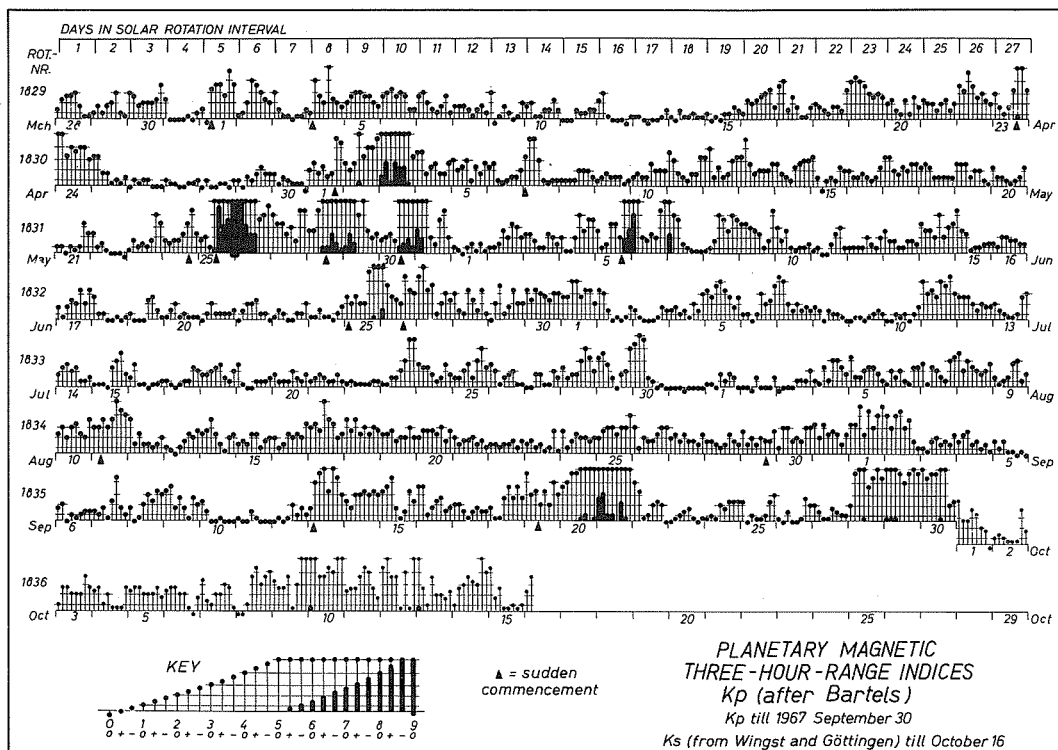 DAYS IN SOLAR ROTATION INTERVAL
1 2 3 4 5 6 7 8 9 10 11 12 13 14 15 16 17 18 19 20 21 22 23 24 25 26 27
ROT.-
NR.
1829
Mch 26 30 1 5 10 15 20 23 Apr
1830
Apr 24 30 1 5 10 15 20 May
1831
May 21 25 30 1 5 10 15 16 Jun
1832
Jun 17 20 25 30 1 5 10 13 Jul
1833
Jul 14 15 20 25 30 1 5 9 Aug
1834
Aug 10 15 20 25 30 1 5 Sep
1835
Sep 6 10 15 20 25 30
1 2 Oct
1836
Oct 3 5 10 15 20 25 29 Oct
KEY
0 1 2 3 4 5 6 7 8 9
o + - o + - o + - o + - o + - o + - o + - o + - o + - o
▲ = sudden
commencement
PLANETARY MAGNETIC
THREE-HOUR-RANGE INDICES
Kp (after Bartels)
Kp till 1967 September 30
Ks (from Wingst and Göttingen) till October 16